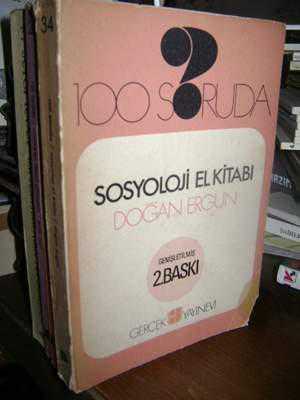 34
100 SORUDA
SOSYOLOJİ EL KİTABI
DOĞAN ERGUN
GENİŞLETİLMİŞ
2.BASKI
GERÇEK YAYINEVİ